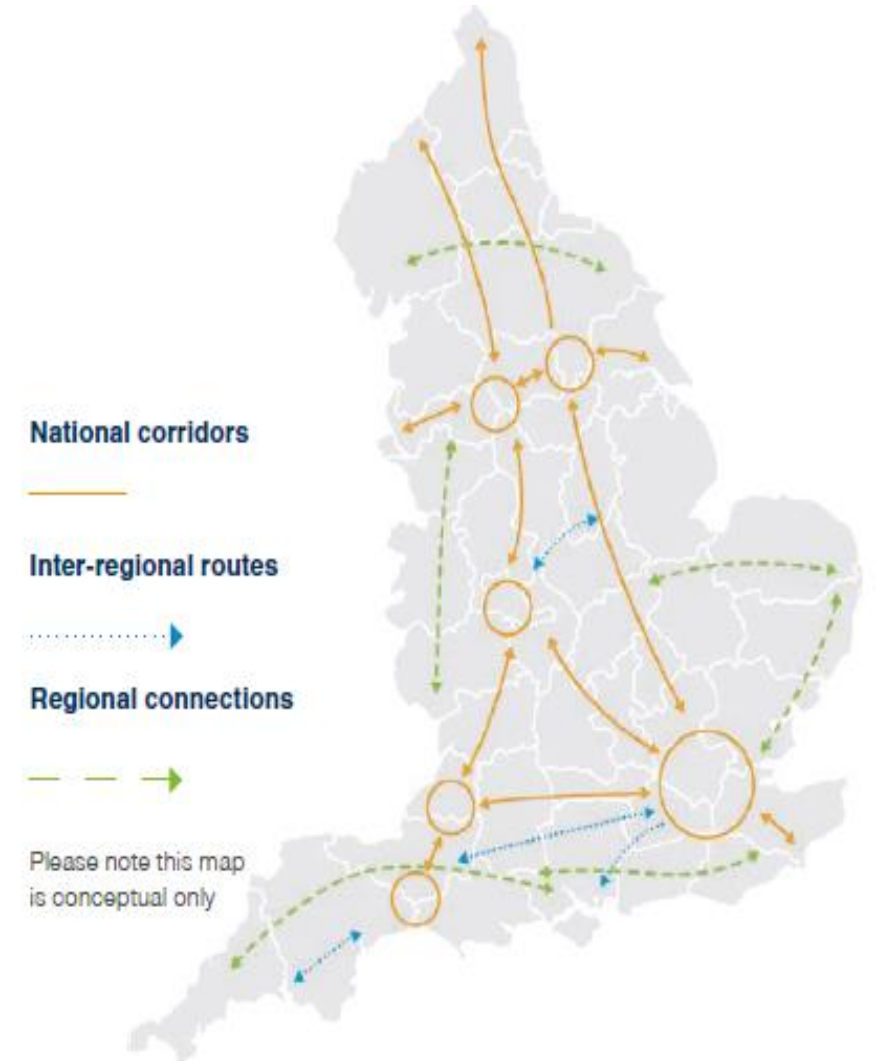 National corridors
Inter-regional routes
Regional connections
Please note this map
is conceptual only